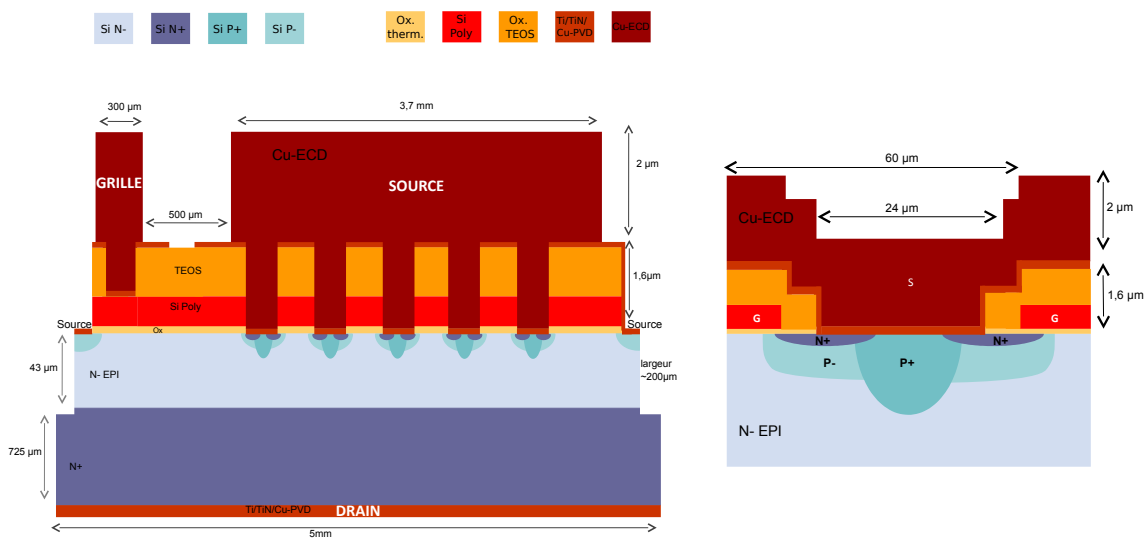 Si N-
Si N+
Si P+
Si P-
Ox.
therm.
Si
Poly
Ox.
TEOS
Ti/TiN/
Cu-PVD
Cu-ECD
300 µm
3,7 mm
Cu-ECD
GRILLE
SOURCE
2 µm
500 µm
TEOS
1,6µm
Si Poly
Source
Ox
Source
43 µm
N- EPI
largeur
~200µm
725 µm
N+
Ti/TiN/Cu-PVD
DRAIN
5mm
60 µm
Cu-ECD
24 µm
2 µm
S
1,6 µm
G
G
N+
N+
P-
P+
N- EPI